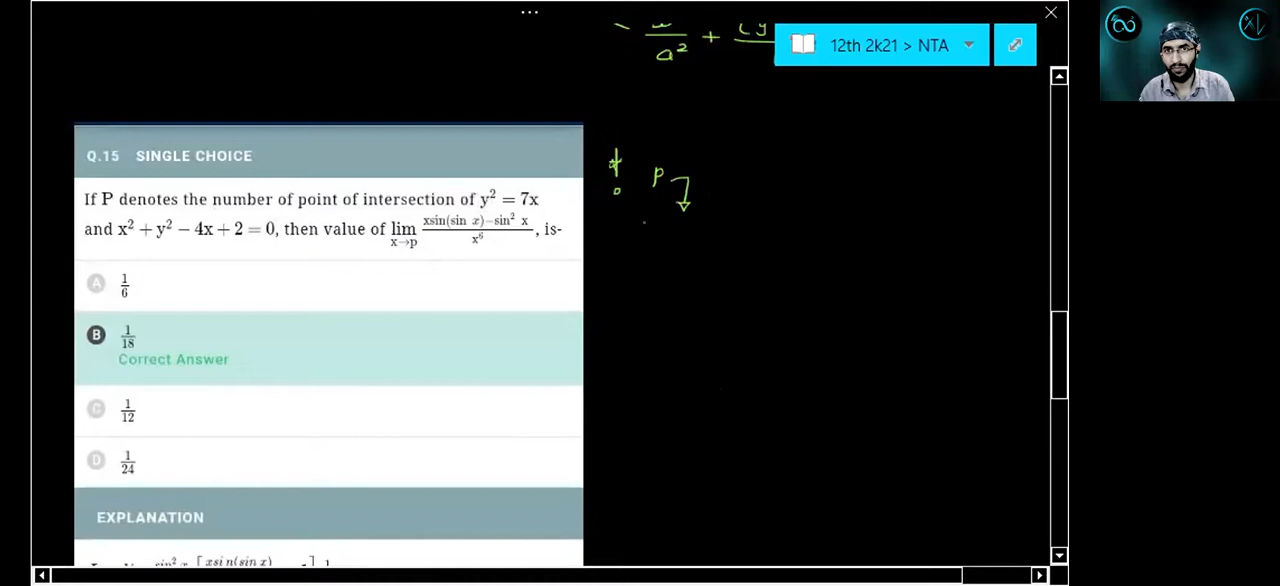 a² +
12th 2k21 > NTA
Q.15 SINGLE CHOICE
If P denotes the number of point of intersection of y² = 7x
and x² + y² − 4x + 2 = 0, then value of lim x→p (xsin(sin x)−sin² x)/x⁶, is-
A 1/6
B 1/18
Correct Answer
C 1/12
D 1/24
EXPLANATION
P